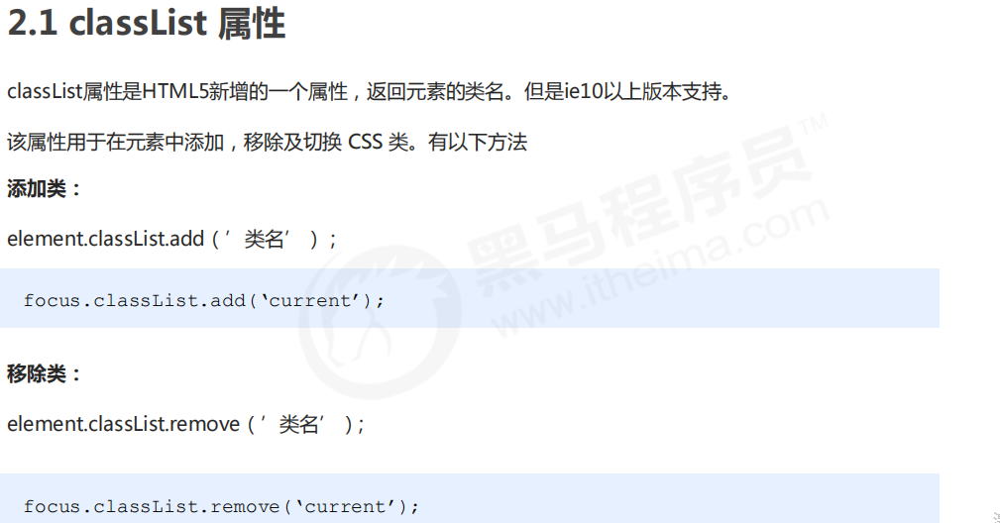 2.1 classList 属性
classList属性是HTML5新增的一个属性，返回元素的类名。但是ie10以上版本支持。
该属性用于在元素中添加，移除及切换 CSS 类。有以下方法
添加类：
element.classList.add（’类名’）；
focus.classList.add(‘current’);
移除类：
element.classList.remove（’类名’）;
focus.classList.remove(‘current’);
黑马程序员™
www.itheima.com